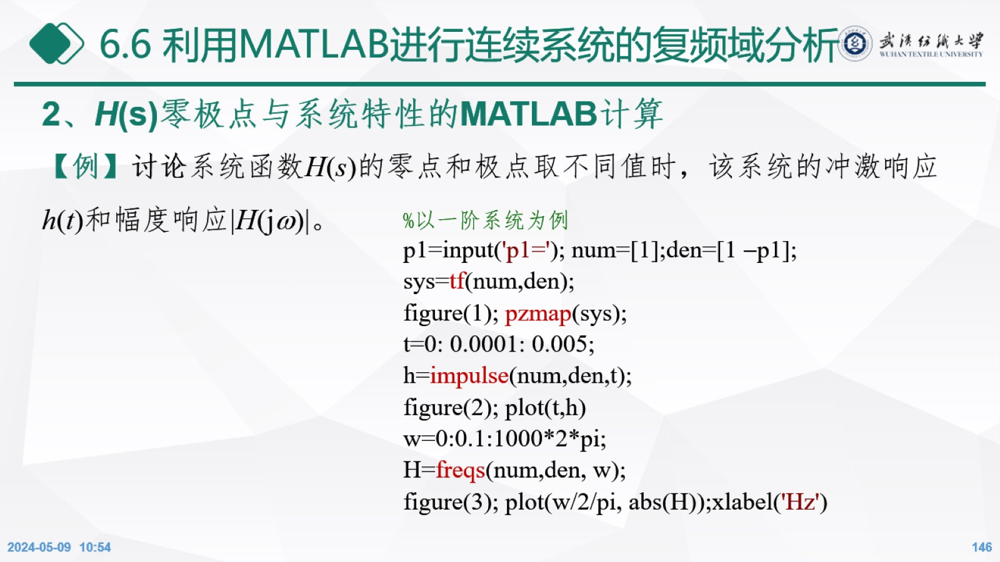 6.6 利用MATLAB进行连续系统的复频域分析
武汉纺织大学
WUHAN TEXTILE UNIVERSITY
2、H(s)零极点与系统特性的MATLAB计算
【例】讨论系统函数H(s)的零点和极点取不同值时，该系统的冲激响应
h(t)和幅度响应|H(jω)|。
%以一阶系统为例
p1=input('p1='); num=[1];den=[1 –p1];
sys=tf(num,den);
figure(1); pzmap(sys);
t=0: 0.0001: 0.005;
h=impulse(num,den,t);
figure(2); plot(t,h)
w=0:0.1:1000*2*pi;
H=freqs(num,den, w);
figure(3); plot(w/2/pi, abs(H));xlabel('Hz')
2024-05-09 10:54
146